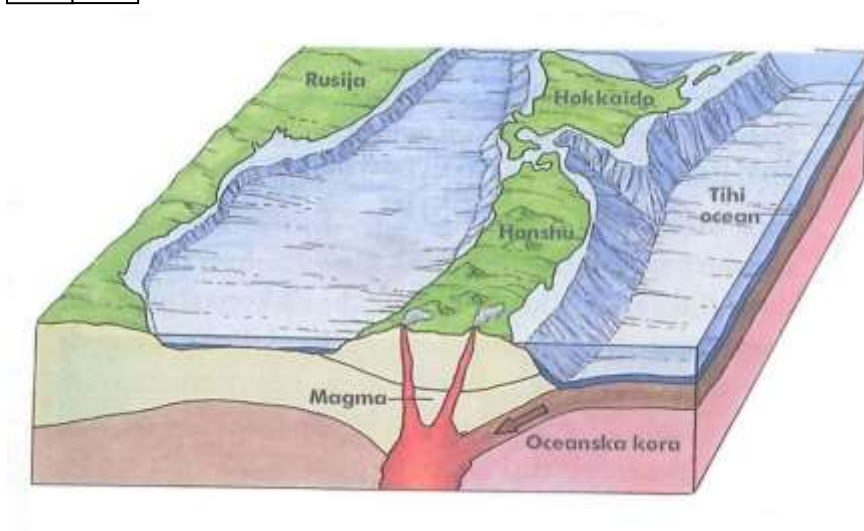 Rusija
Hokkaido
Tihi
ocean
Honshu
Magma
Oceanska kora